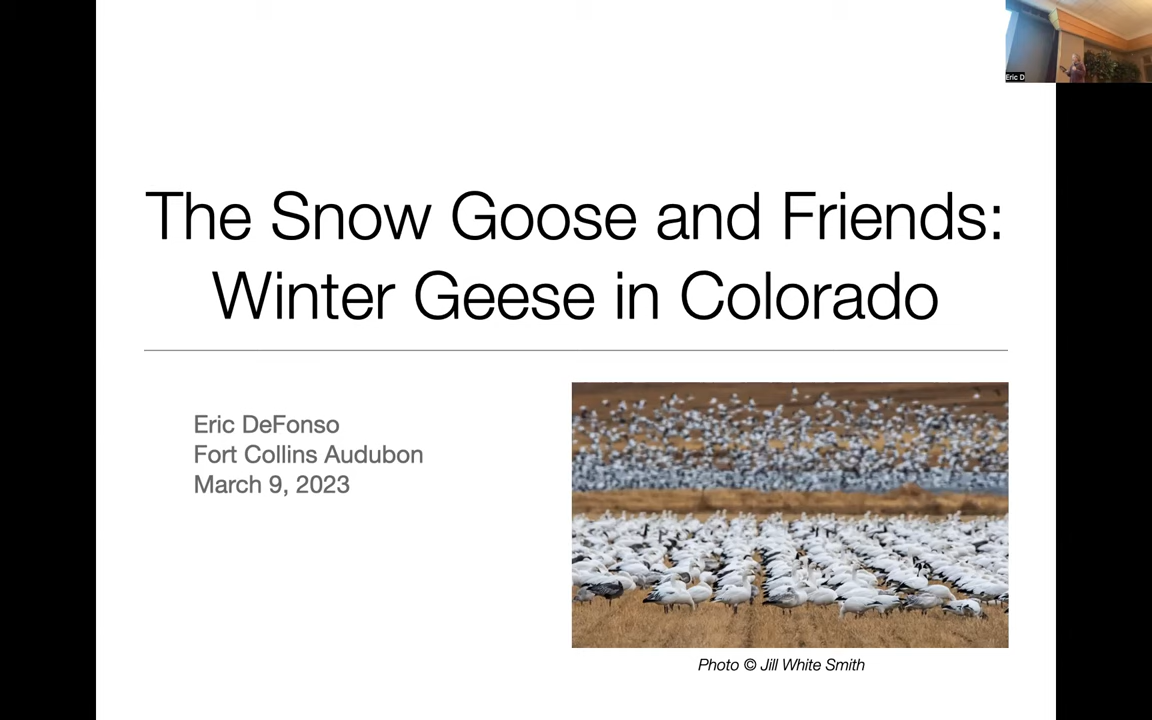 Eric D
The Snow Goose and Friends:
Winter Geese in Colorado
Eric DeFonso
Fort Collins Audubon
March 9, 2023
Photo © Jill White Smith